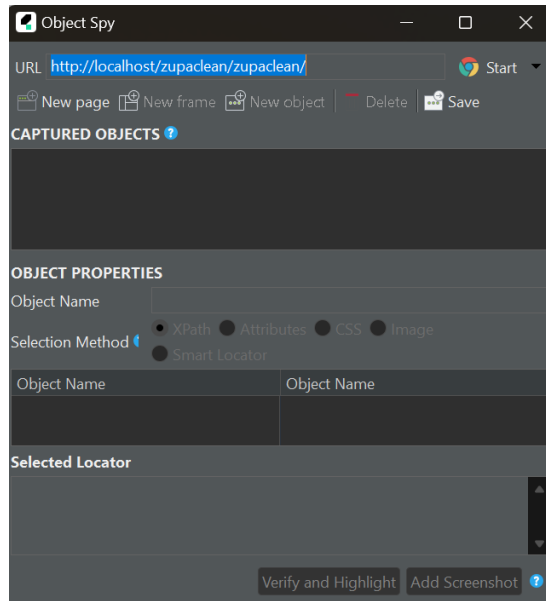 Object Spy
URL http://localhost/zupaclean/zupaclean/ Start
New page New frame New object Delete Save
CAPTURED OBJECTS ?
OBJECT PROPERTIES
Object Name
Selection Method
XPath Attributes CSS Image
Smart Locator
Object Name Object Name
Selected Locator
Verify and Highlight Add Screenshot ?